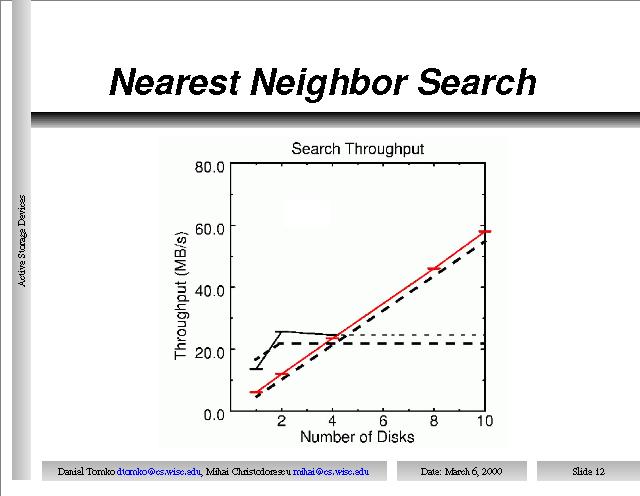 Nearest Neighbor Search
Active Storage Devices
Search Throughput
80.0
60.0
40.0
20.0
0.0
Throughput (MB/s)
2 4 6 8 10
Number of Disks
Daniel Tomko dtomko@cs.wisc.edu, Mihai Christodorescu mihai@cs.wisc.edu
Date: March 6, 2000
Slide 12